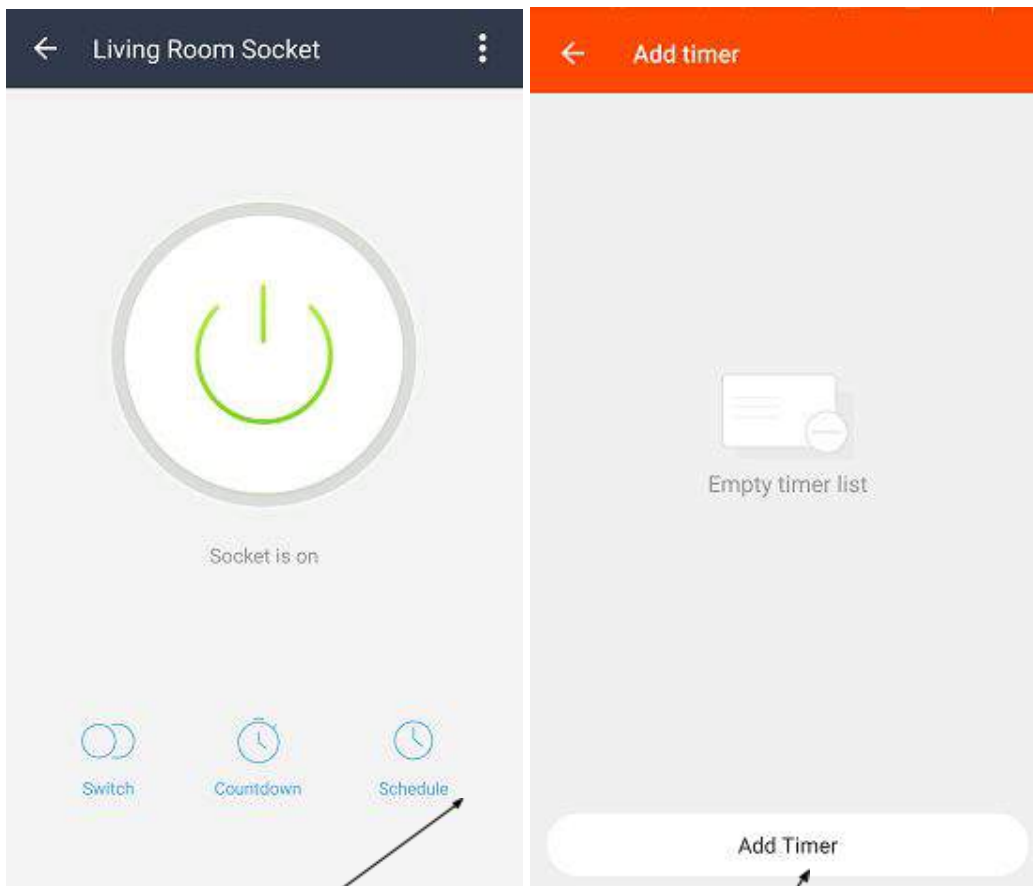 Living Room Socket
Socket is on
Switch
Countdown
Schedule
Add timer
Empty timer list
Add Timer